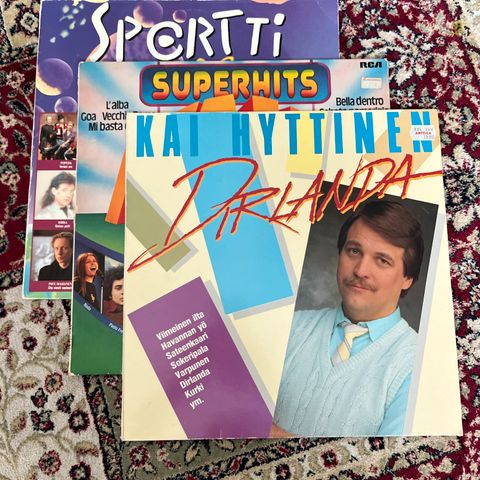 SPORTTI
RCA
SUPERHITS
L'alba
Bella dentro
Goa Vecchi
Mi basta
KAI HYTTINEN
DIRLANDA
Viimeinen ilta
Havannan yö
Sateenkaari
Sokeripala
Varpunen
Dirlanda
Kurki
ym.